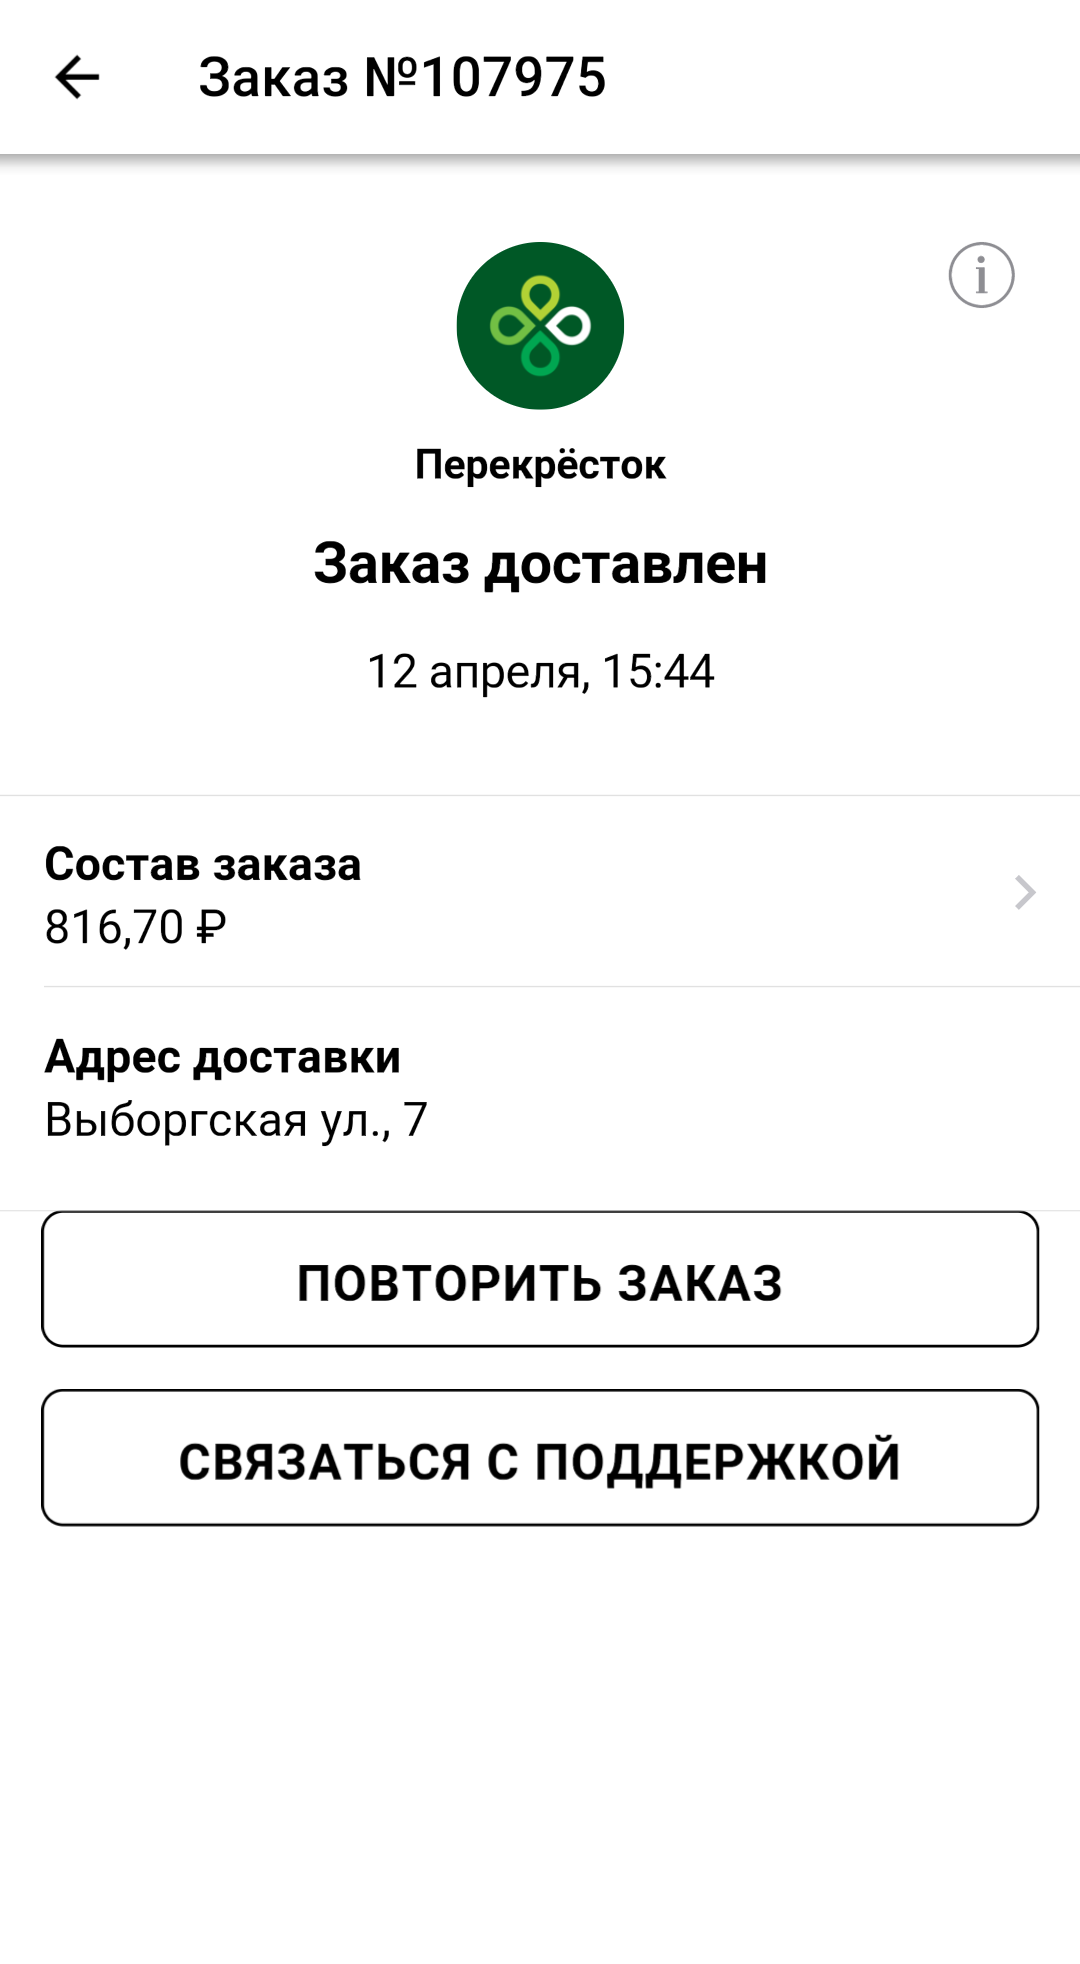 Заказ №107975
i
Перекрёсток
Заказ доставлен
12 апреля, 15:44
Состав заказа
816,70 ₽
Адрес доставки
Выборгская ул., 7
ПОВТОРИТЬ ЗАКАЗ
СВЯЗАТЬСЯ С ПОДДЕРЖКОЙ